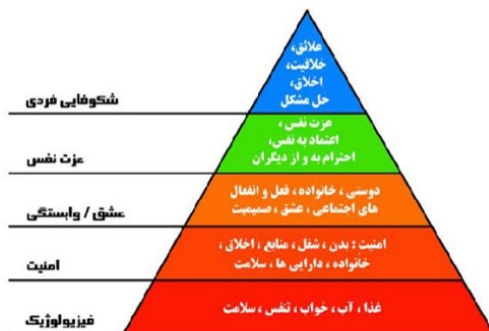 علائق،
خلاقیت،
اخلاق،
حل مشکل
شکوفایی فردی
عزت نفس،
اعتماد به نفس،
احترام به و از دیگران
عزت نفس
دوستی، خانواده، فعل و انفعال
های اجتماعی، عشق، صمیمیت
عشق / وابستگی
امنیت: بدن، شغل، منابع، اخلاق،
خانواده، دارایی ها، سلامت
امنیت
غذا، آب، خواب، تنفس، سلامت
فیزیولوژیک